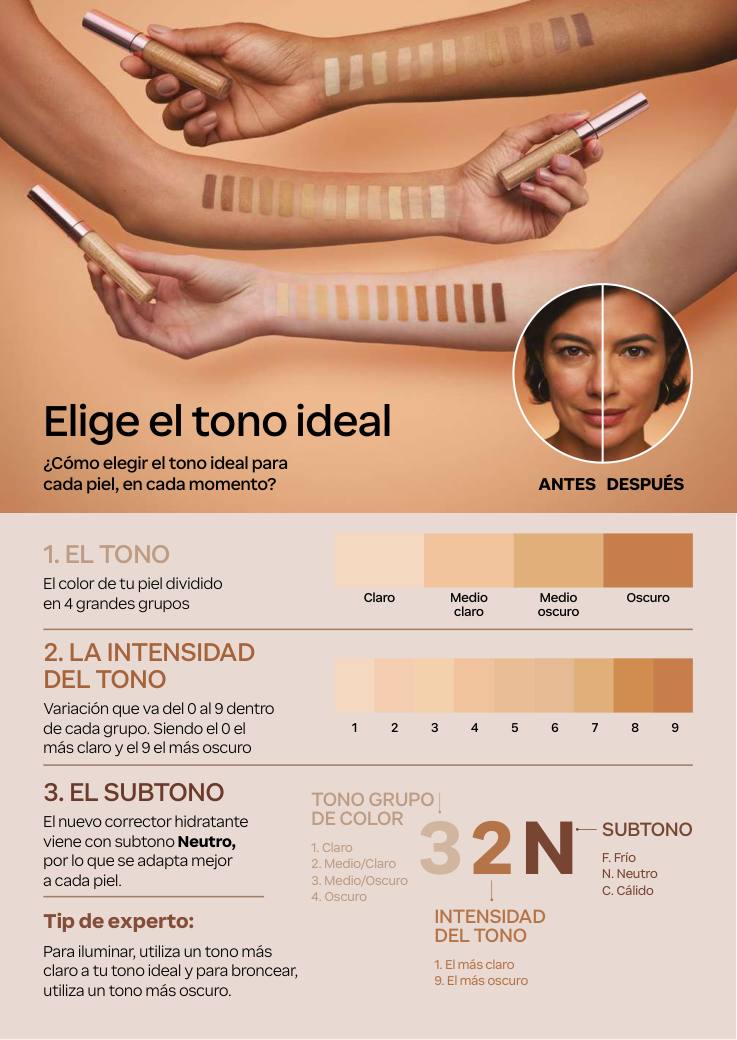 Elige el tono ideal
¿Cómo elegir el tono ideal para
cada piel, en cada momento?
ANTES DESPUÉS
1. EL TONO
El color de tu piel dividido
en 4 grandes grupos
Claro
Medio
claro
Medio
oscuro
Oscuro
2. LA INTENSIDAD
DEL TONO
Variación que va del 0 al 9 dentro
de cada grupo. Siendo el 0 el
más claro y el 9 el más oscuro
1 2 3 4 5 6 7 8 9
3. EL SUBTONO
El nuevo corrector hidratante
viene con subtono Neutro,
por lo que se adapta mejor
a cada piel.
Tip de experto:
Para iluminar, utiliza un tono más
claro a tu tono ideal y para broncear,
utiliza un tono más oscuro.
TONO GRUPO
DE COLOR
1. Claro
2. Medio/Claro
3. Medio/Oscuro
4. Oscuro
32N
SUBTONO
F. Frío
N. Neutro
C. Cálido
INTENSIDAD
DEL TONO
1. El más claro
9. El más oscuro